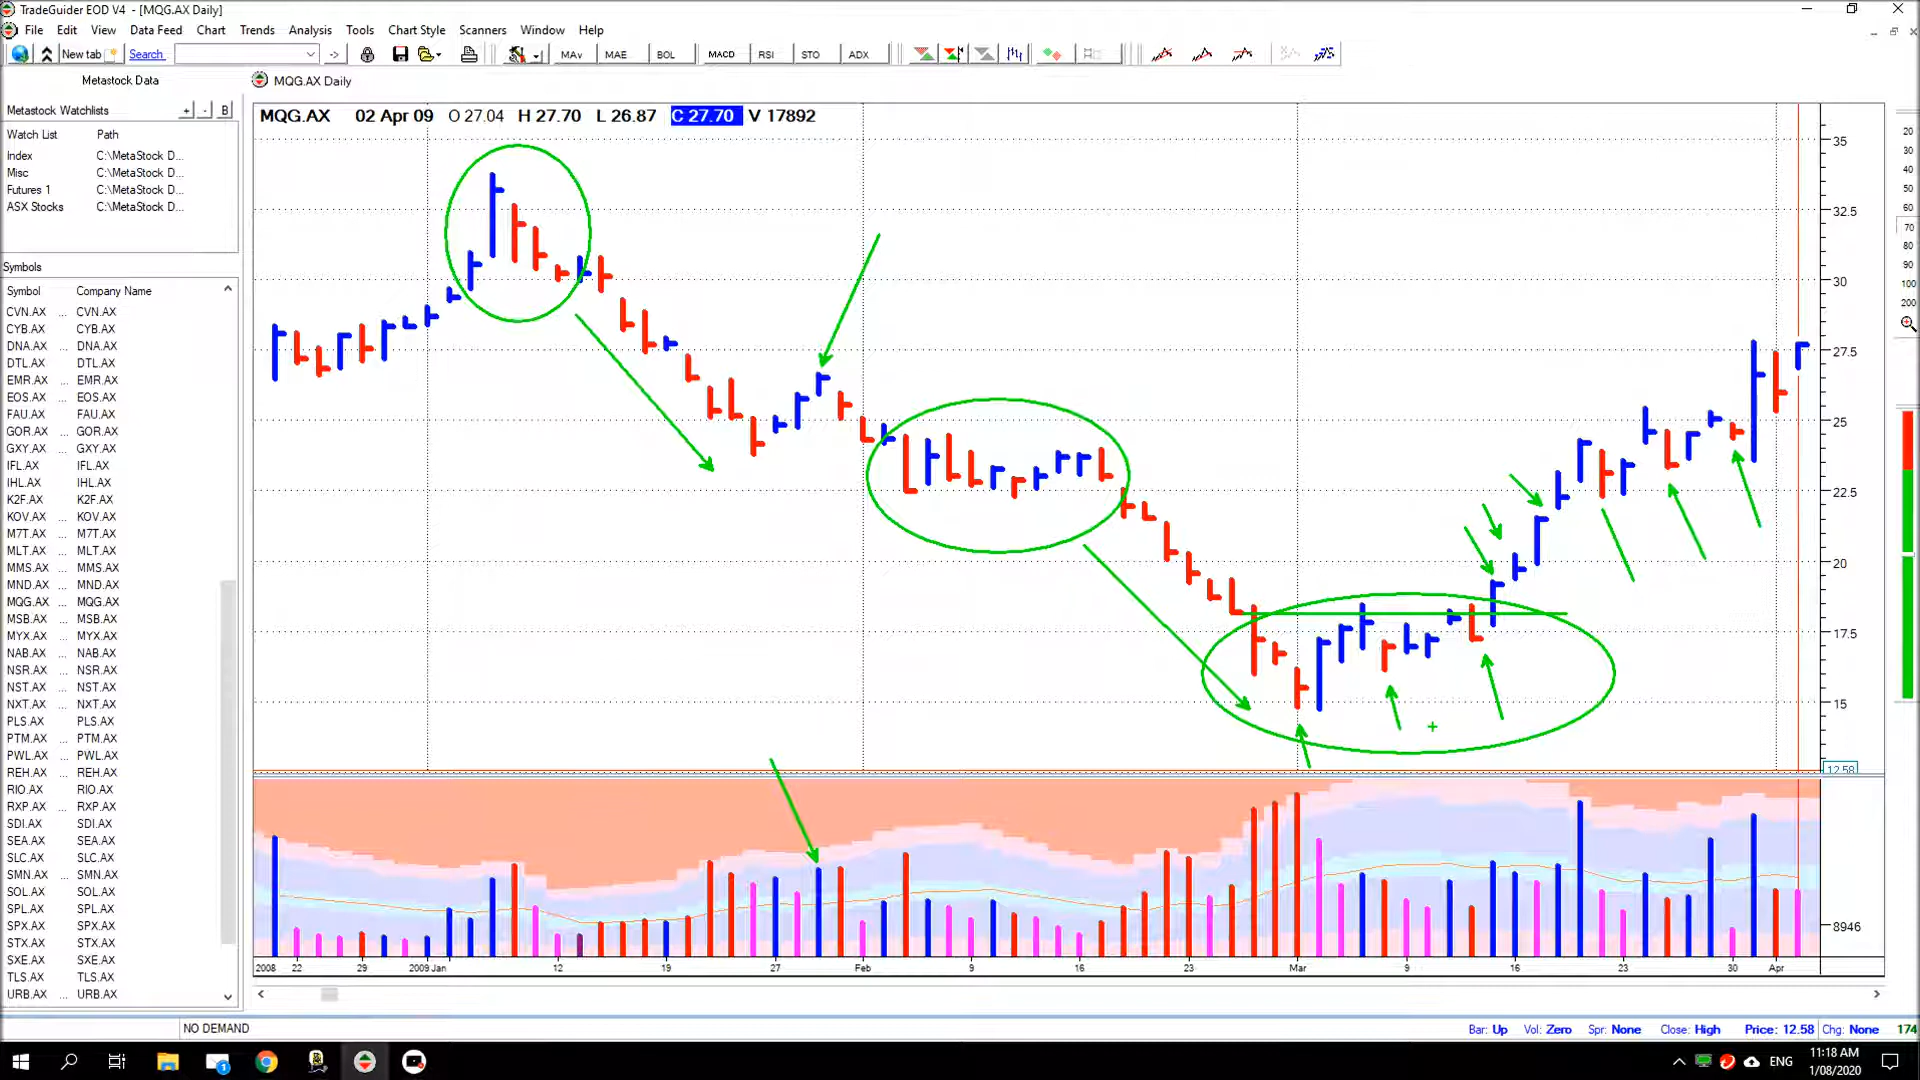 TradeGuider EOD V4 - [MQG.AX Daily]
File Edit View Data Feed Chart Trends Analysis Tools Chart Style Scanners Window Help
New tab Search -> MAv MAE BOL MACD RSI STO ADX
Metastock Data
MQG.AX Daily
Metastock Watchlists + - B
Watch List Path
Index C:\MetaStock D...
Misc C:\MetaStock D...
Futures 1 C:\MetaStock D...
ASX Stocks C:\MetaStock D...
Symbols
Symbol Company Name
CVN.AX ... CVN.AX
CYB.AX ... CYB.AX
DNA.AX ... DNA.AX
DTL.AX ... DTL.AX
EMR.AX ... EMR.AX
EOS.AX ... EOS.AX
FAU.AX ... FAU.AX
GOR.AX ... GOR.AX
GXY.AX ... GXY.AX
IFL.AX ... IFL.AX
IHL.AX ... IHL.AX
K2F.AX ... K2F.AX
KOV.AX ... KOV.AX
M7T.AX ... M7T.AX
MLT.AX ... MLT.AX
MMS.AX ... MMS.AX
MND.AX ... MND.AX
MQG.AX ... MQG.AX
MSB.AX ... MSB.AX
MYX.AX ... MYX.AX
NAB.AX ... NAB.AX
NSR.AX ... NSR.AX
NST.AX ... NST.AX
NXT.AX ... NXT.AX
PLS.AX ... PLS.AX
PTM.AX ... PTM.AX
PWL.AX ... PWL.AX
REH.AX ... REH.AX
RIO.AX RIO.AX
RXP.AX ... RXP.AX
SDI.AX SDI.AX
SEA.AX ... SEA.AX
SLC.AX ... SLC.AX
SMN.AX ... SMN.AX
SOL.AX ... SOL.AX
SPL.AX ... SPL.AX
SPX.AX ... SPX.AX
STX.AX ... STX.AX
SXE.AX ... SXE.AX
TLS.AX ... TLS.AX
URB.AX ... URB.AX
MQG.AX 02 Apr 09 O 27.04 H 27.70 L 26.87 C 27.70 V 17892
35
32.5
30
27.5
25
22.5
20
17.5
15
12.58
8946
20
30
40
50
60
70
80
90
100
200
2008 22 29 2009 Jan 12 19 27 Feb 9 16 23 Mar 9 16 23 30 Apr
NO DEMAND
Bar: Up Vol: Zero Spr: None Close: High Price: 12.58 Chg: None 174
1
ENG
11:18 AM
1/08/2020